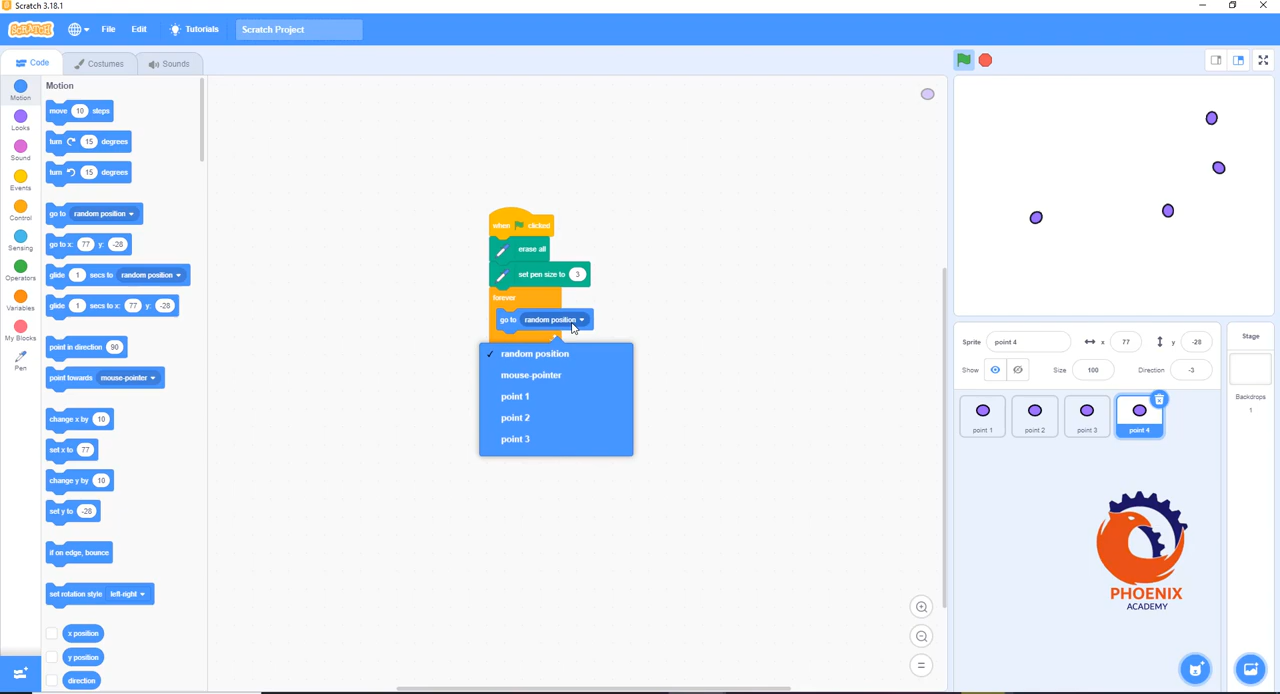 Scratch 3.18.1
SCRATCH File Edit Tutorials Scratch Project
Code Costumes Sounds
Motion
Looks
Sound
Events
Control
Sensing
Operators
Variables
My Blocks
Pen
Motion
move 10 steps
turn 15 degrees
turn 15 degrees
go to random position
go to x: 77 y: -28
glide 1 secs to random position
glide 1 secs to x: 77 y: -28
point in direction 90
point towards mouse-pointer
change x by 10
set x to 77
change y by 10
set y to -28
if on edge, bounce
set rotation style left-right
x position
y position
direction
when clicked
erase all
set pen size to 3
forever
go to random position
✓ random position
mouse-pointer
point 1
point 2
point 3
Sprite point 4 x 77 y -28
Show Size 100 Direction -3
point 1 point 2 point 3 point 4
Stage
Backdrops
1
PHOENIX
ACADEMY